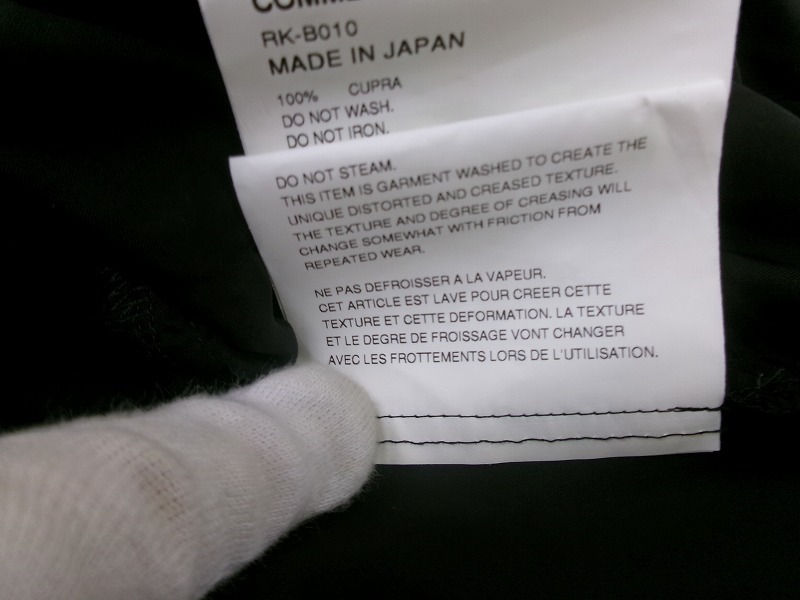 RK-B010
MADE IN JAPAN
100% CUPRA
DO NOT WASH.
DO NOT IRON.
DO NOT STEAM.
THIS ITEM IS GARMENT WASHED TO CREATE THE
UNIQUE DISTORTED AND CREASED TEXTURE.
THE TEXTURE AND DEGREE OF CREASING WILL
CHANGE SOMEWHAT WITH FRICTION FROM
REPEATED WEAR.
NE PAS DEFROISSER A LA VAPEUR.
CET ARTICLE EST LAVE POUR CREER CETTE
TEXTURE ET CETTE DEFORMATION. LA TEXTURE
ET LE DEGRE DE FROISSAGE VONT CHANGER
AVEC LES FROTTEMENTS LORS DE L'UTILISATION.